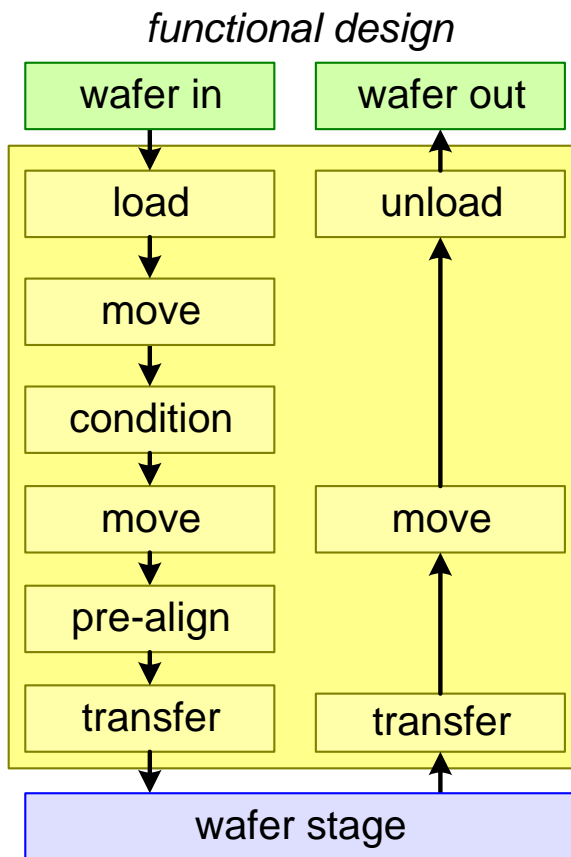 functional design
wafer in
wafer out
load
unload
move
condition
move
move
pre-align
transfer
transfer
wafer stage